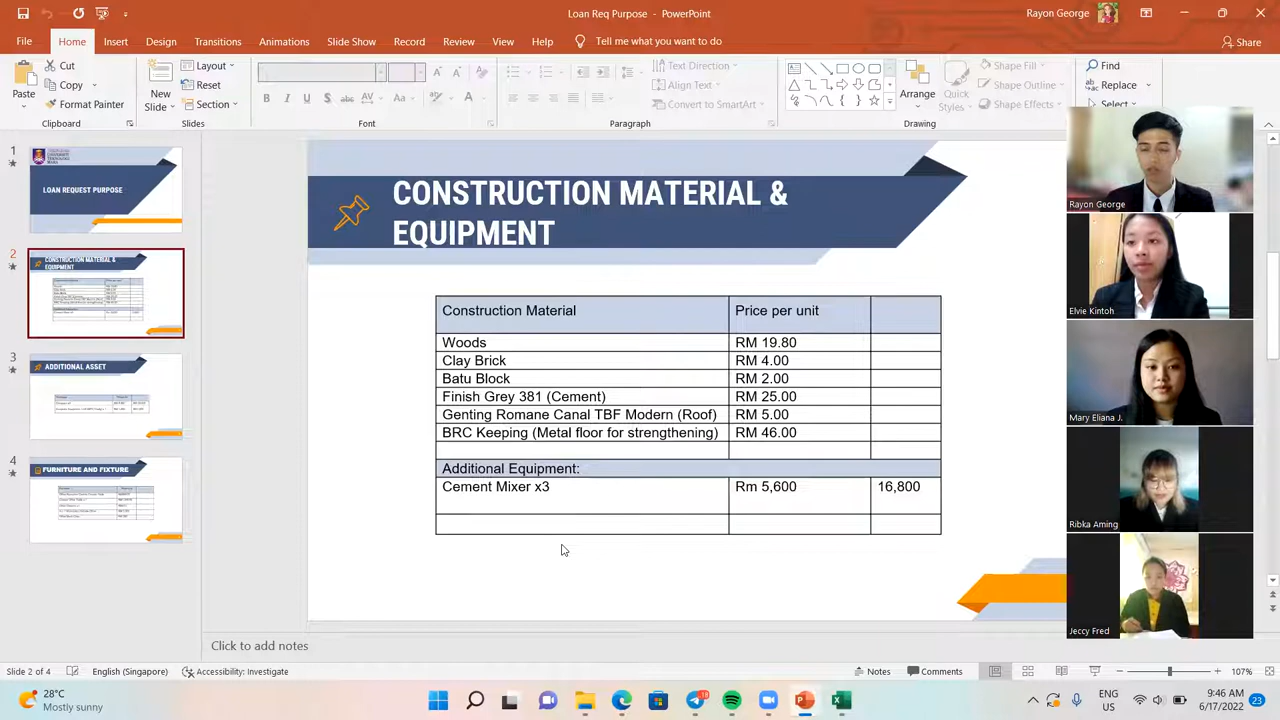 Loan Req Purpose - PowerPoint
Rayon George
File Home Insert Design Transitions Animations Slide Show Record Review View Help Tell me what you want to do Share
Paste
Cut
Copy
Format Painter
Clipboard
New Slide
Layout
Reset
Section
Slides
Font
Text Direction
Align Text
Convert to SmartArt
Paragraph
Arrange
Quick Styles
Shape Fill
Shape Outline
Shape Effects
Drawing
Find
Replace
Select
1
LOAN REQUEST PURPOSE
2
CONSTRUCTION MATERIAL &
EQUIPMENT
3
ADDITIONAL ASSET
4
FURNITURE AND FIXTURE
CONSTRUCTION MATERIAL &
EQUIPMENT
Construction Material Price per unit
Woods RM 19.80
Clay Brick RM 4.00
Batu Block RM 2.00
Finish Grey 381 (Cement) RM 25.00
Genting Romane Canal TBF Modern (Roof) RM 5.00
BRC Keeping (Metal floor for strengthening) RM 46.00
Additional Equipment:
Cement Mixer x3 Rm 5,600 16,800
Rayon George
Elvie Kintoh
Mary Eliana J.
Ribka Aming
Jeccy Fred
Click to add notes
Slide 2 of 4 English (Singapore) Accessibility: Investigate Notes Comments 107%
28°C
Mostly sunny
18
ENG
US
9:46 AM
6/17/2022
23